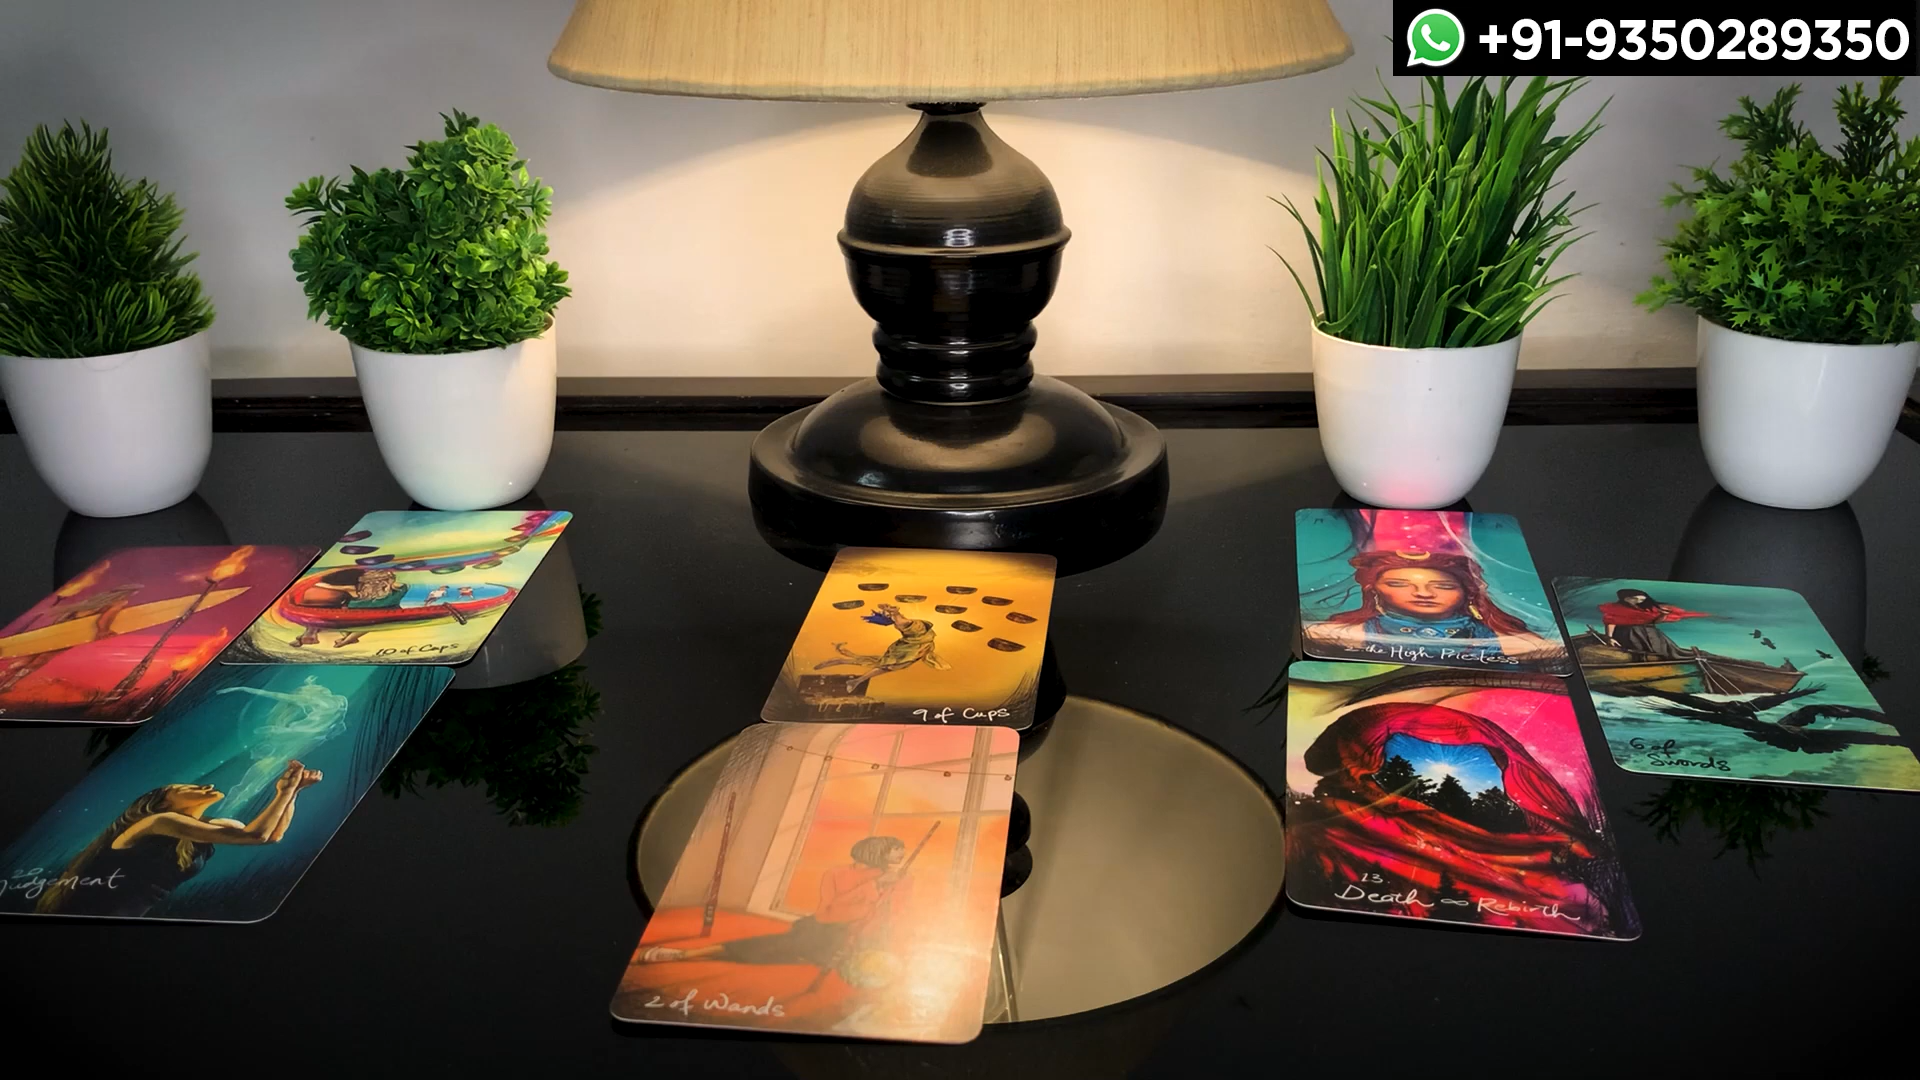 +91-9350289350
10 of Cups
20.
Judgement
9 of Cups
2 of Wands
2. the High Priestess
13.
Death ∞ Rebirth
6 of
Swords